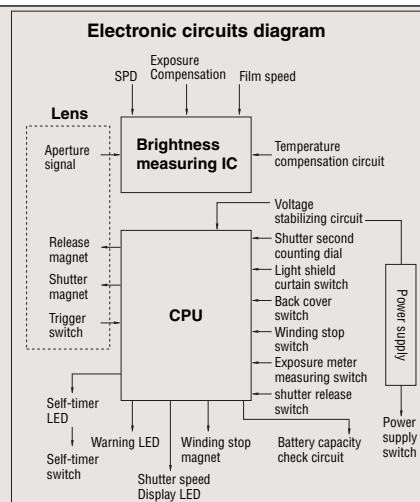 Electronic circuits diagram
Exposure
Compensation
SPD
Film speed
Lens
Aperture
signal
Brightness
measuring IC
Temperature
compensation circuit
Voltage
stabilizing circuit
Release
magnet
Shutter
magnet
Trigger
switch
CPU
Shutter second
counting dial
Light shield
curtain switch
Back cover
switch
Winding stop
switch
Exposure meter
measuring switch
shutter release
switch
Power supply
Self-timer
LED
Self-timer
switch
Warning LED
Shutter speed
Display LED
Winding stop
magnet
Battery capacity
check circuit
Power
supply
switch